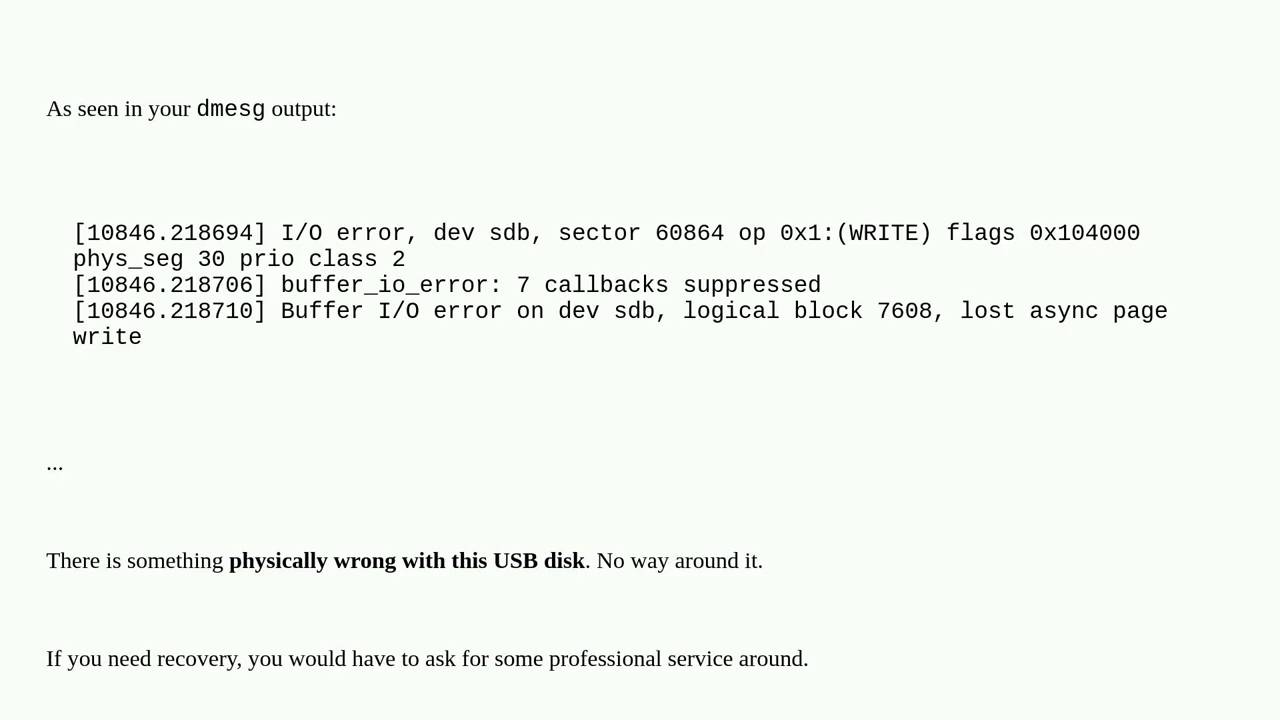 As seen in your dmesg output:
[10846.218694] I/O error, dev sdb, sector 60864 op 0x1:(WRITE) flags 0x104000
phys_seg 30 prio class 2
[10846.218706] buffer_io_error: 7 callbacks suppressed
[10846.218710] Buffer I/O error on dev sdb, logical block 7608, lost async page
write
...
There is something physically wrong with this USB disk. No way around it.
If you need recovery, you would have to ask for some professional service around.